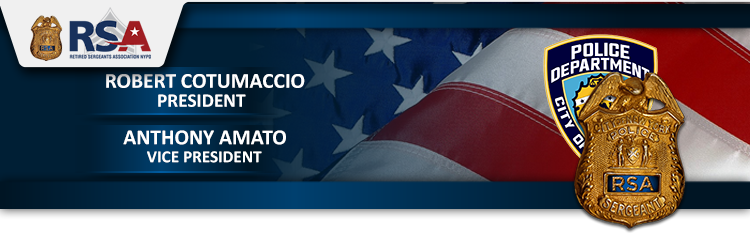 RSA
RSA
RETIRED SERGEANTS ASSOCIATION NYPD
ROBERT COTUMACCIO
PRESIDENT
ANTHONY AMATO
VICE PRESIDENT
POLICE
DEPARTMENT
CITY OF
POLICE
RSA
SERGEANT